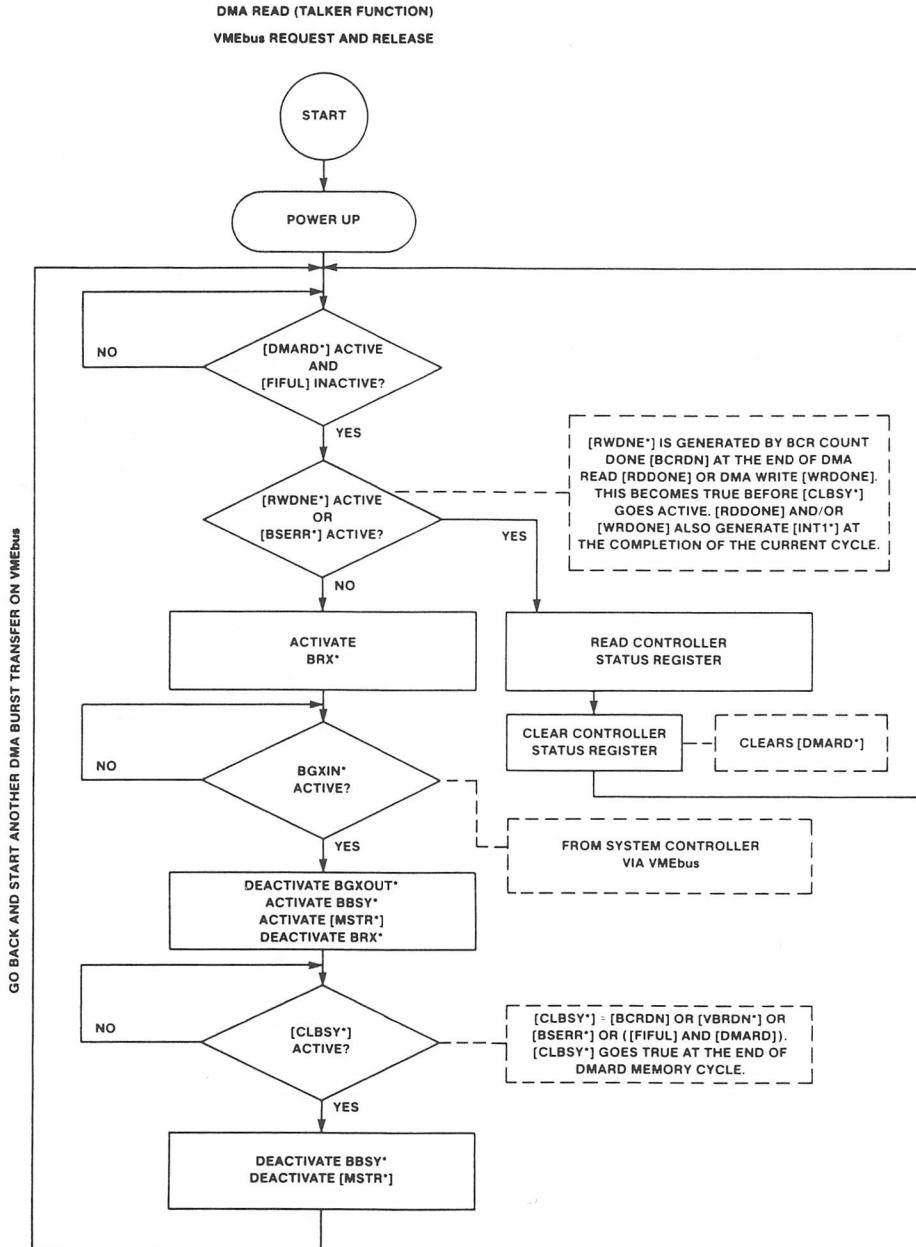 DMA READ (TALKER FUNCTION)
VMEbus REQUEST AND RELEASE
START
POWER UP
NO
[DMARD*] ACTIVE
AND
[FIFUL] INACTIVE?
YES
[RWDNE*] IS GENERATED BY BCR COUNT
DONE [BCRDN] AT THE END OF DMA
READ [RDDONE] OR DMA WRITE [WRDONE].
THIS BECOMES TRUE BEFORE [CLBSY*]
GOES ACTIVE. [RDDONE] AND/OR
[WRDONE] ALSO GENERATE [INT1*] AT
THE COMPLETION OF THE CURRENT CYCLE.
[RWDNE*] ACTIVE
OR
[BSERR*] ACTIVE?
YES
NO
ACTIVATE
BRX*
READ CONTROLLER
STATUS REGISTER
CLEAR CONTROLLER
STATUS REGISTER
CLEARS [DMARD*]
NO
BGXIN*
ACTIVE?
YES
FROM SYSTEM CONTROLLER
VIA VMEbus
DEACTIVATE BGXOUT*
ACTIVATE BBSY*
ACTIVATE [MSTR*]
DEACTIVATE BRX*
NO
[CLBSY*]
ACTIVE?
YES
[CLBSY*] = [BCRDN] OR [VBRDN*] OR
[BSERR*] OR ([FIFUL] AND [DMARD]).
[CLBSY*] GOES TRUE AT THE END OF
DMARD MEMORY CYCLE.
DEACTIVATE BBSY*
DEACTIVATE [MSTR*]
GO BACK AND START ANOTHER DMA BURST TRANSFER ON VMEbus